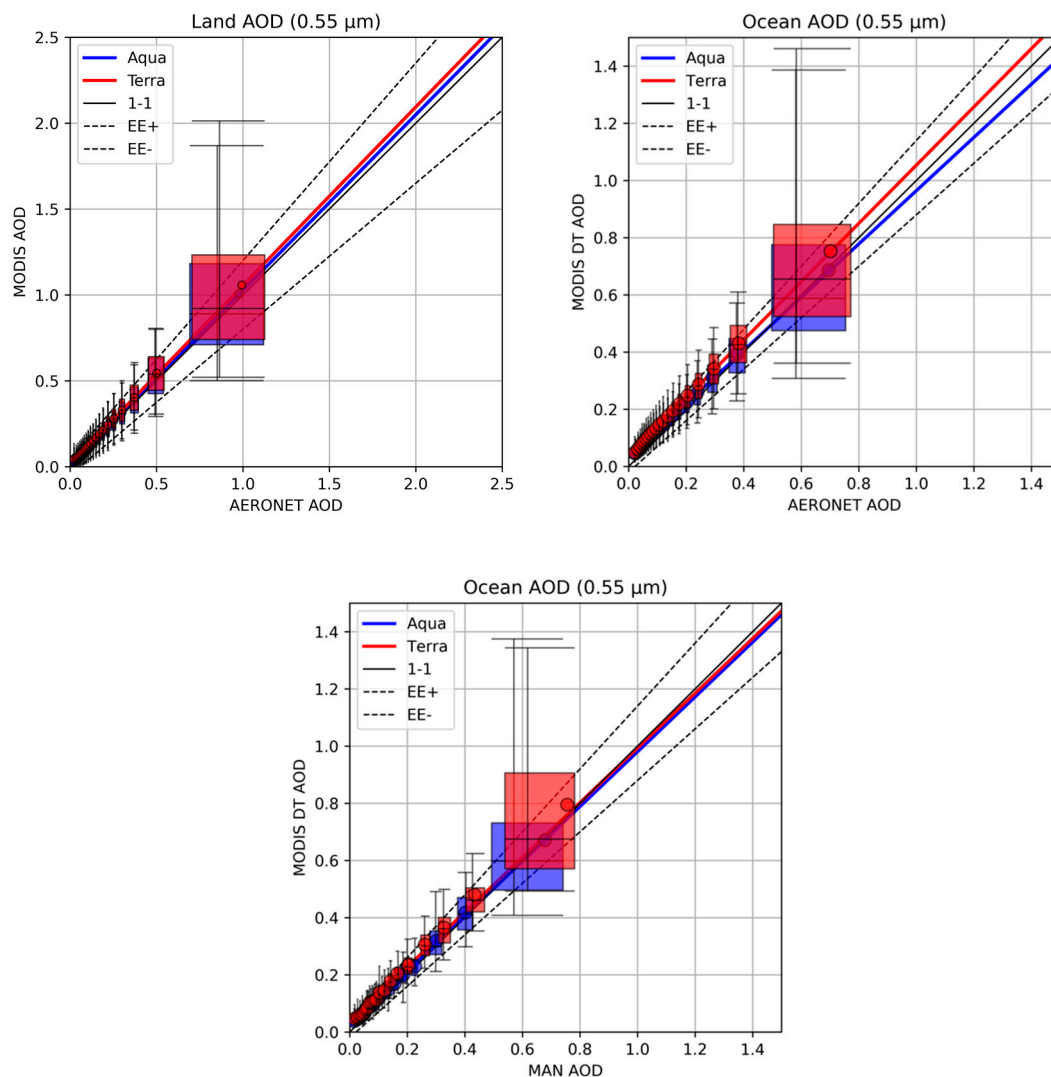 Land AOD (0.55 µm)
2.5
2.0
1.5
1.0
0.5
0.0
MODIS AOD
Aqua
Terra
1-1
EE+
EE-
0.0 0.5 1.0 1.5 2.0 2.5
AERONET AOD
Ocean AOD (0.55 µm)
1.4
1.2
1.0
0.8
0.6
0.4
0.2
0.0
MODIS DT AOD
Aqua
Terra
1-1
EE+
EE-
0.0 0.2 0.4 0.6 0.8 1.0 1.2 1.4
AERONET AOD
Ocean AOD (0.55 µm)
1.4
1.2
1.0
0.8
0.6
0.4
0.2
0.0
MODIS DT AOD
Aqua
Terra
1-1
EE+
EE-
0.0 0.2 0.4 0.6 0.8 1.0 1.2 1.4
MAN AOD